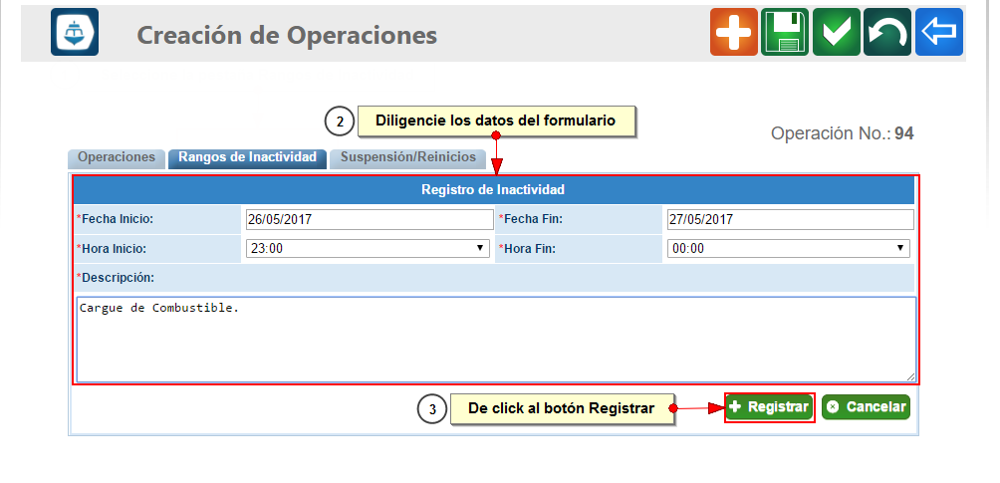 Creación de Operaciones
2 Diligencie los datos del formulario
Operación No.: 94
Operaciones Rangos de Inactividad Suspensión/Reinicios
Registro de Inactividad
*Fecha Inicio: 26/05/2017 *Fecha Fin: 27/05/2017
*Hora Inicio: 23:00 *Hora Fin: 00:00
*Descripción:
Cargue de Combustible.
3 De click al botón Registrar Registrar Cancelar